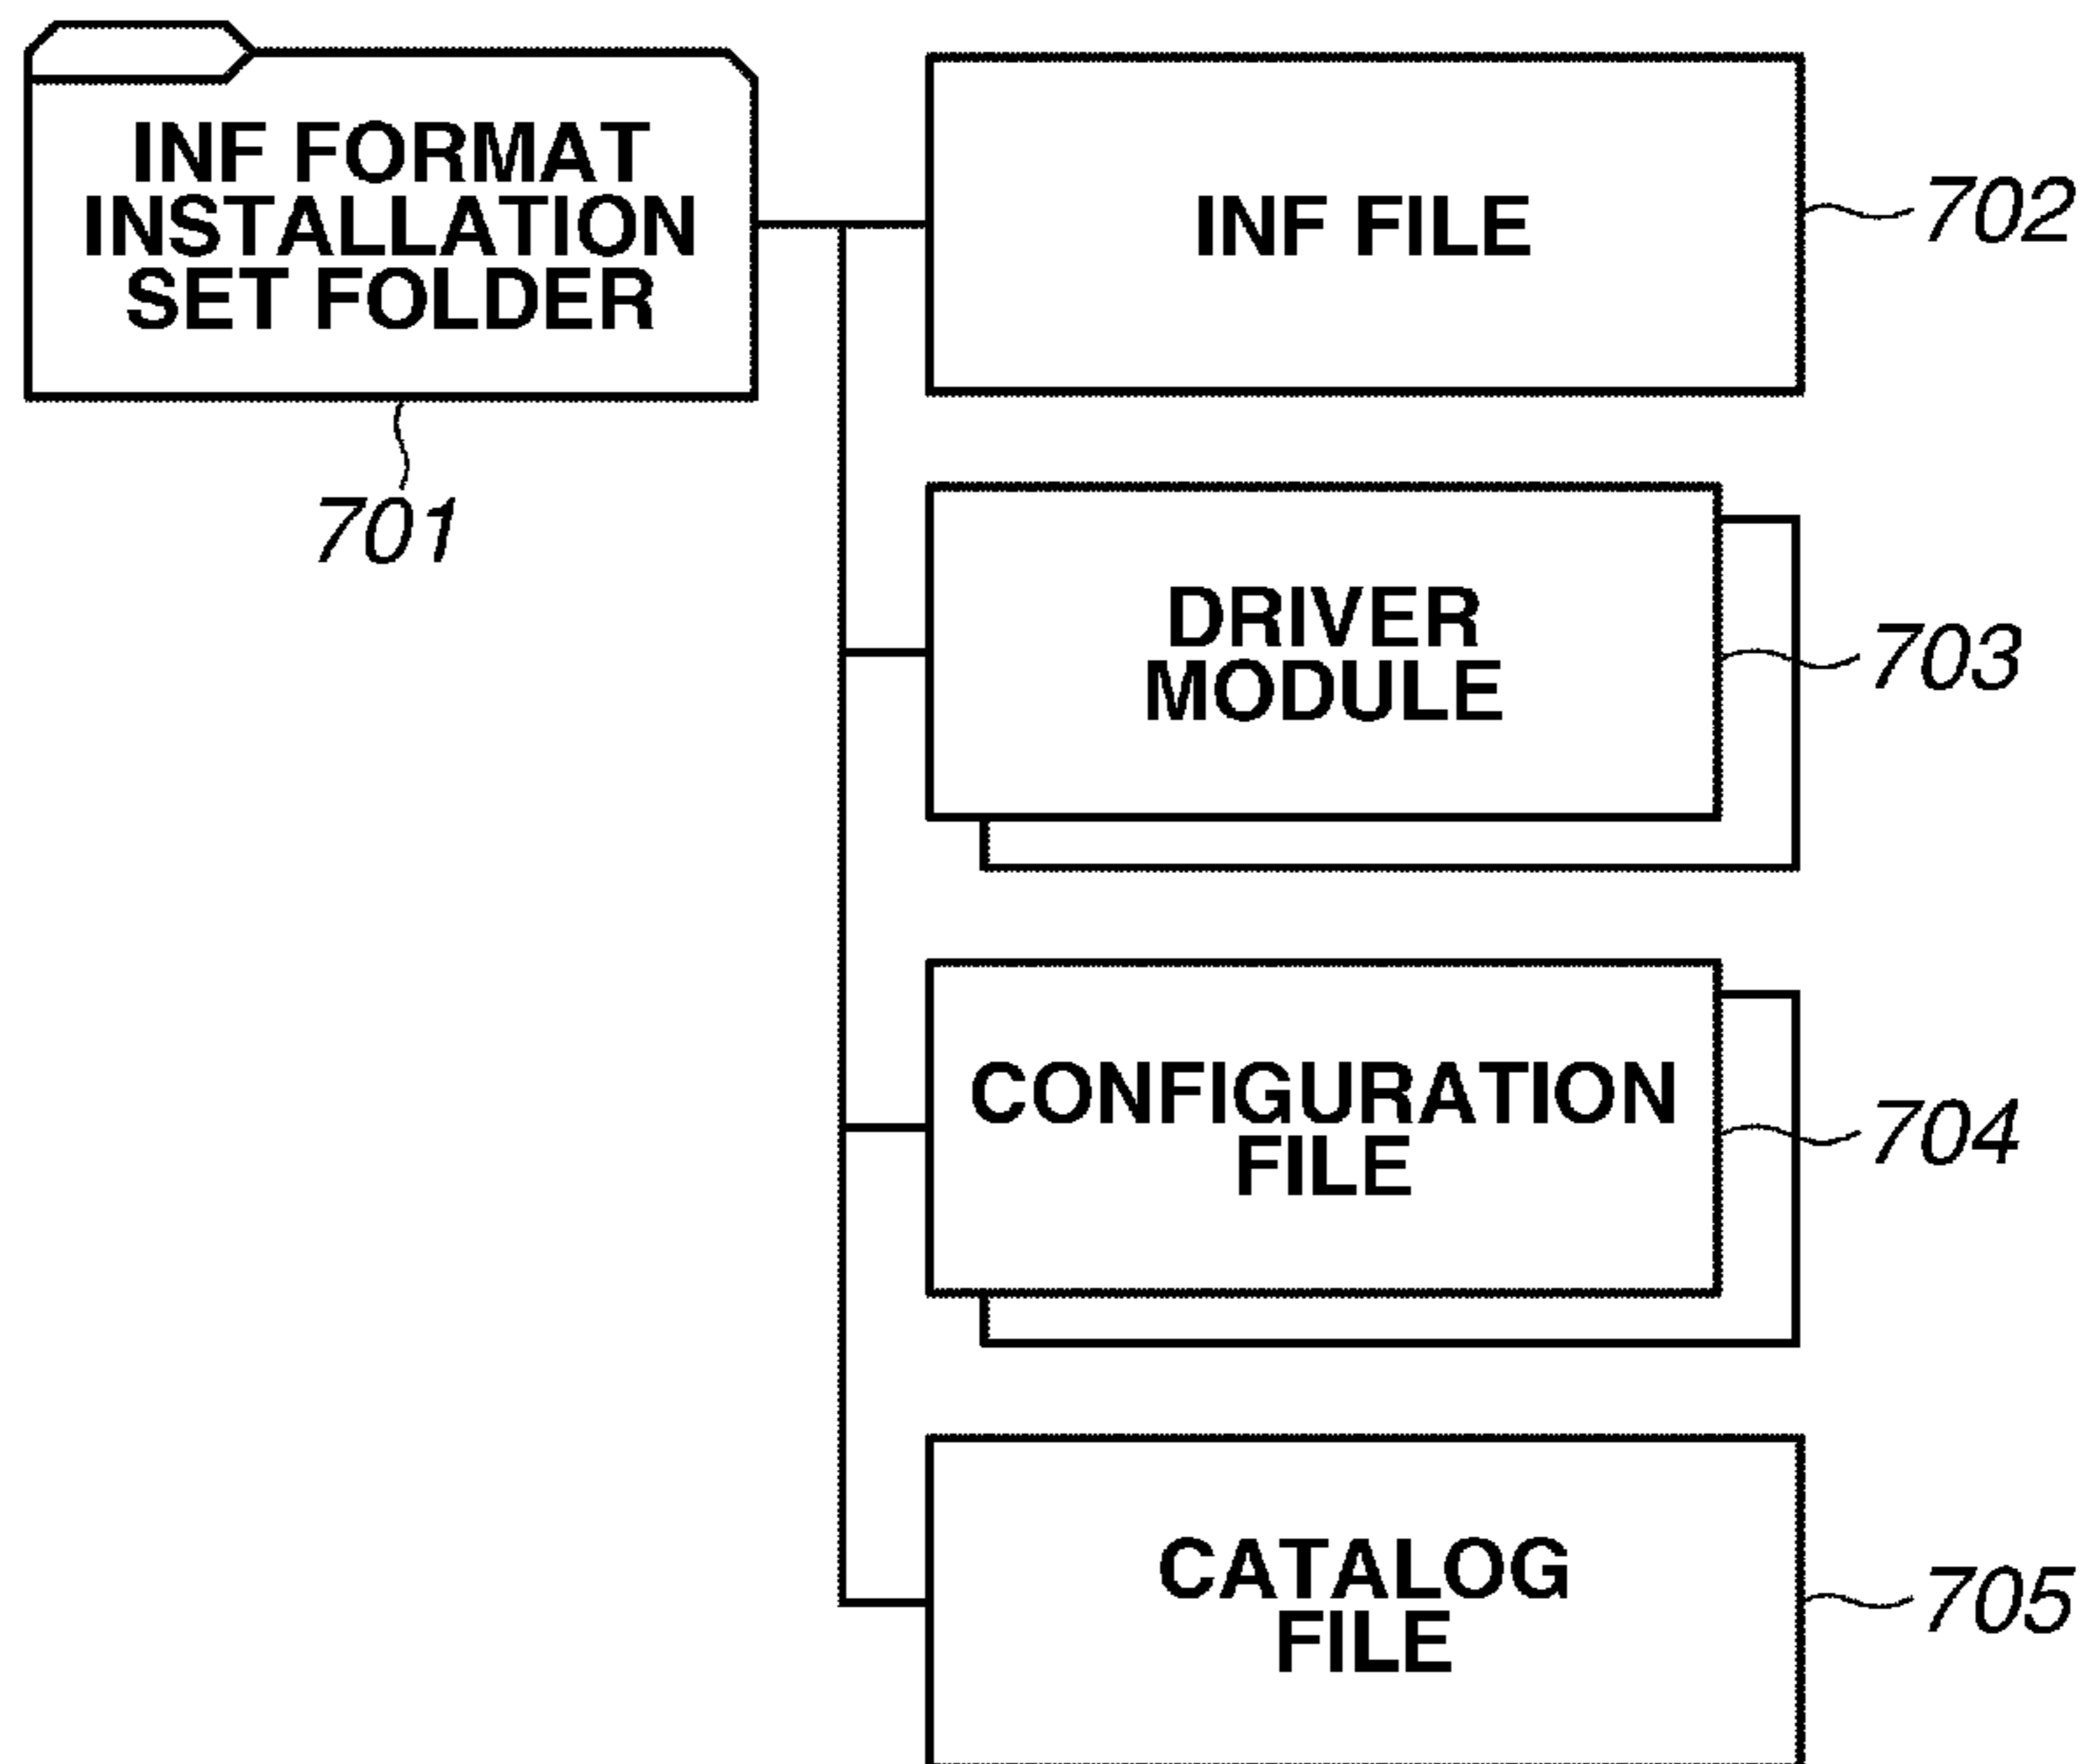 INF FORMAT
INSTALLATION
SET FOLDER
701
INF FILE
702
DRIVER
MODULE
703
CONFIGURATION
FILE
704
CATALOG
FILE
705